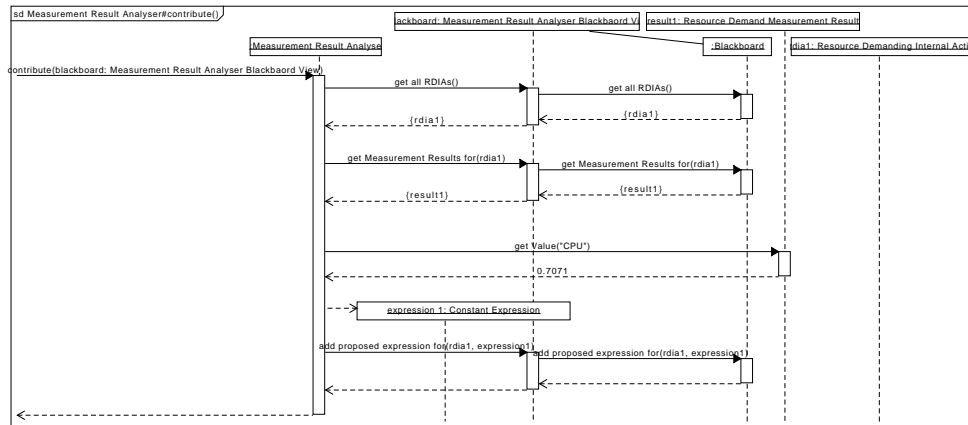 sd Measurement Result Analyser#contribute()
lackboard: Measurement Result Analyser Blackbaord Vi
result1: Resource Demand Measurement Result
Measurement Result Analyse
:Blackboard
rdia1: Resource Demanding Internal Acti
contribute(blackboard: Measurement Result Analyser Blackbaord View)
get all RDIAs()
get all RDIAs()
{rdia1}
{rdia1}
get Measurement Results for(rdia1)
get Measurement Results for(rdia1)
{result1}
{result1}
get Value("CPU")
0.7071
expression 1: Constant Expression
add proposed expression for(rdia1, expression1)
add proposed expression for(rdia1, expression1)